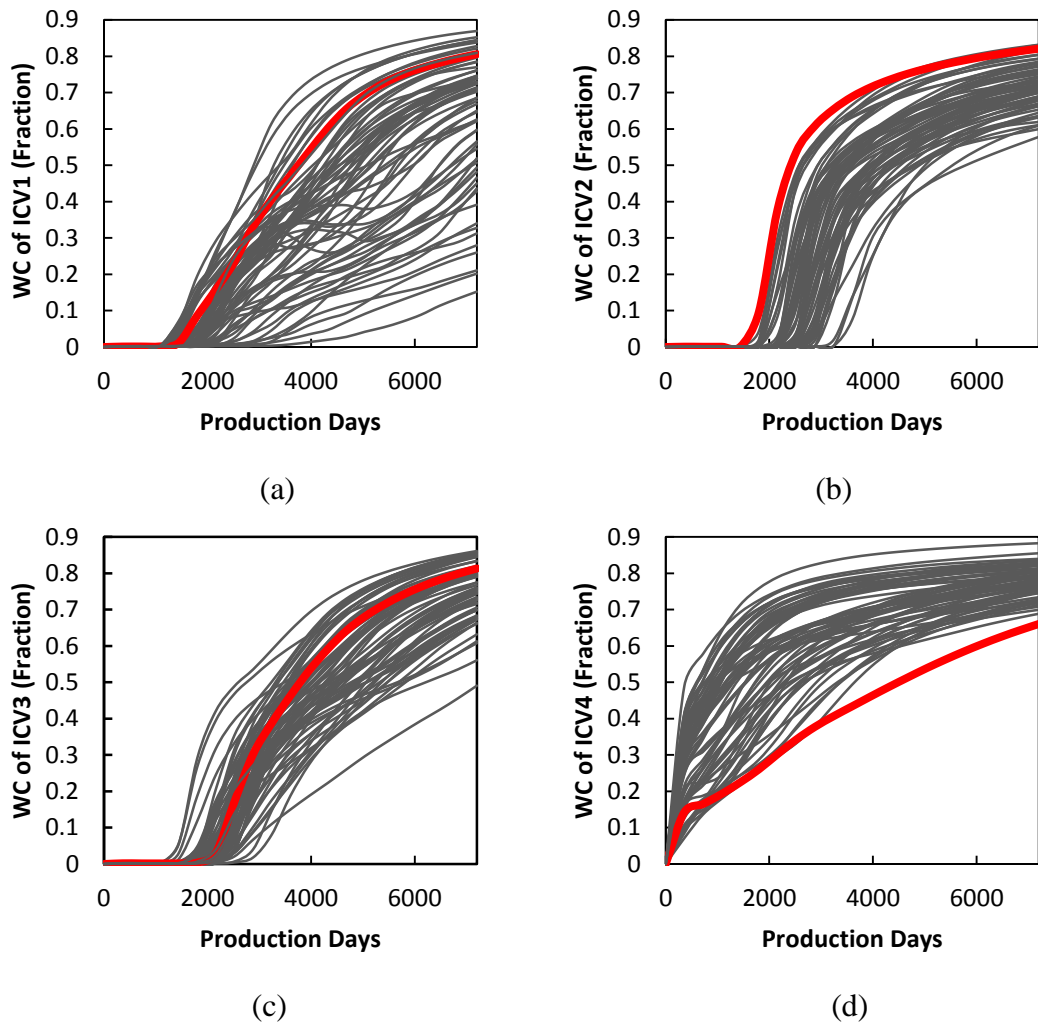 0.9
0.8
0.7
0.6
0.5
0.4
0.3
0.2
0.1
0
WC of ICV1 (Fraction)
0 2000 4000 6000
Production Days
(a)
0.9
0.8
0.7
0.6
0.5
0.4
0.3
0.2
0.1
0
WC of ICV2 (Fraction)
0 2000 4000 6000
Production Days
(b)
0.9
0.8
0.7
0.6
0.5
0.4
0.3
0.2
0.1
0
WC of ICV3 (Fraction)
0 2000 4000 6000
Production Days
(c)
0.9
0.8
0.7
0.6
0.5
0.4
0.3
0.2
0.1
0
WC of ICV4 (Fraction)
0 2000 4000 6000
Production Days
(d)